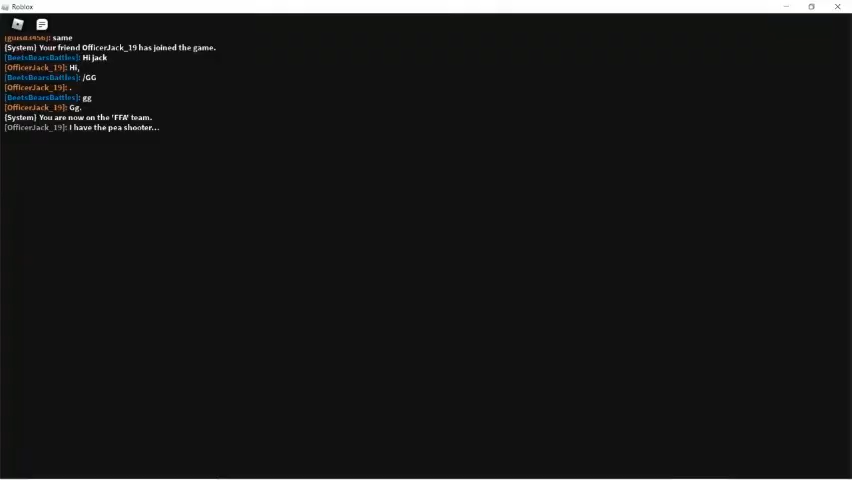 Roblox
same
{System} Your friend OfficerJack_19 has joined the game.
[BeetsBearsBattles]: Hi jack
[OfficerJack_19]: Hi,
[BeetsBearsBattles]: /GG
[OfficerJack_19]: .
[BeetsBearsBattles]: gg
[OfficerJack_19]: Gg.
{System} You are now on the 'FFA' team.
[OfficerJack_19]: I have the pea shooter...